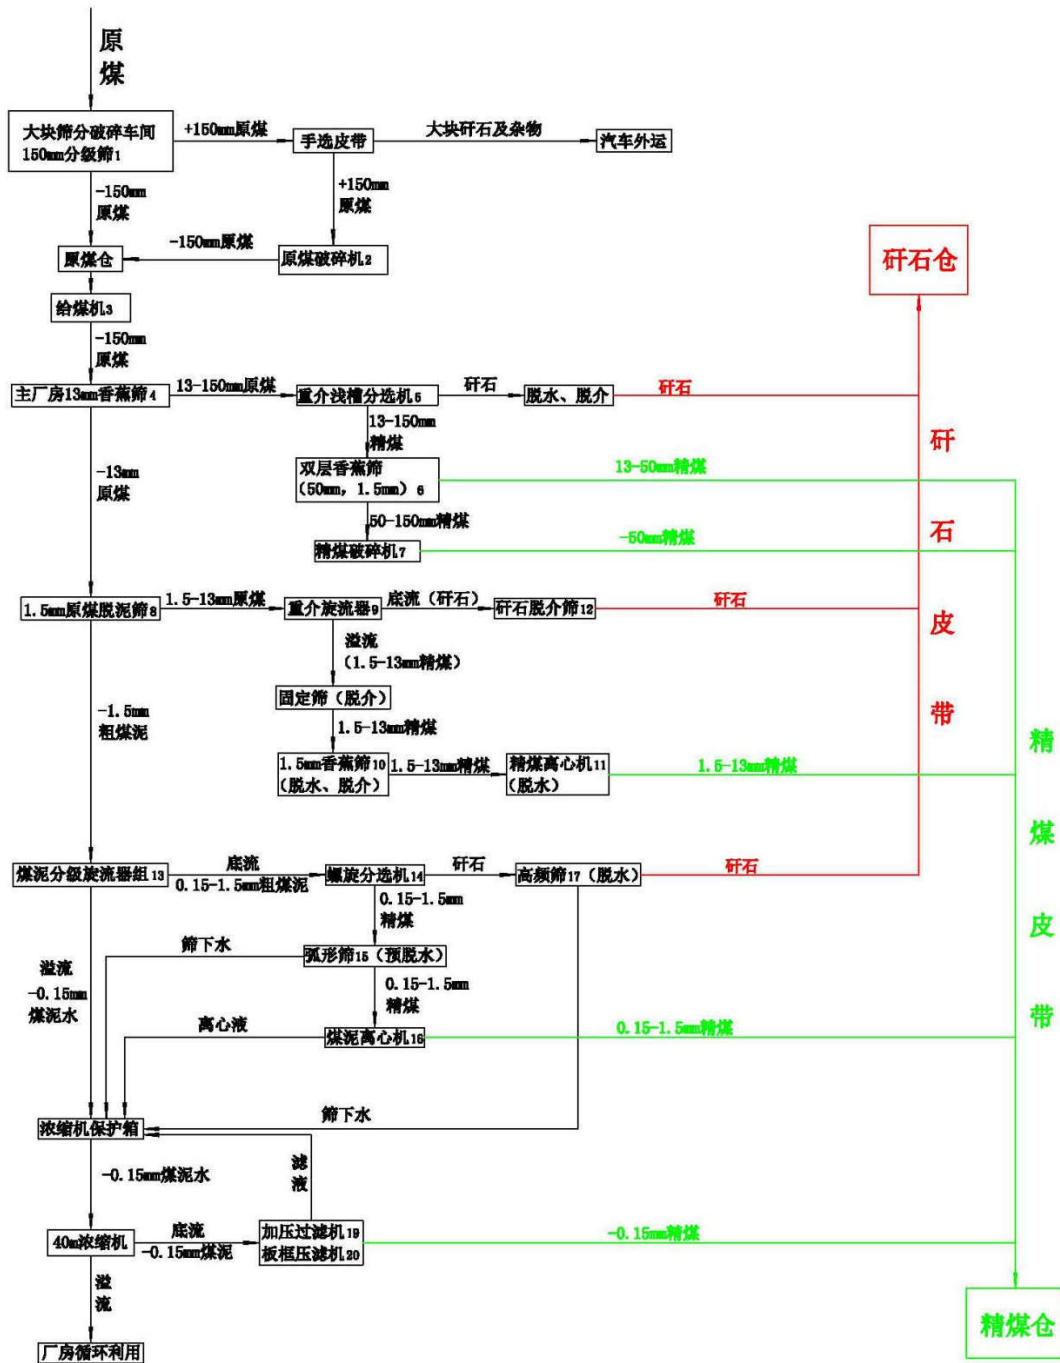 原
煤
大块筛分破碎车间
150mm分级筛1
+150mm原煤
手选皮带
大块矸石及杂物
汽车外运
-150mm
原煤
+150mm
原煤
原煤仓
-150mm原煤
原煤破碎机2
矸石仓
给煤机3
-150mm
原煤
主厂房13mm香蕉筛4
13-150mm原煤
重介浅槽分选机5
矸石
脱水、脱介
矸石
13-150mm
精煤
-13mm
原煤
双层香蕉筛
(50mm, 1.5mm) 6
13-50mm精煤
50-150mm精煤
精煤破碎机7
-50mm精煤
矸
石
皮
带
1.5mm原煤脱泥筛8
1.5-13mm原煤
重介旋流器9
底流(矸石)
矸石脱介筛12
矸石
溢流
(1.5-13mm精煤)
固定筛(脱介)
-1.5mm
粗煤泥
1.5-13mm精煤
1.5mm香蕉筛10
(脱水、脱介)
1.5-13mm精煤
精煤离心机11
(脱水)
1.5-13mm精煤
精
煤
皮
带
煤泥分级旋流器组13
底流
0.15-1.5mm粗煤泥
螺旋分选机14
矸石
高频筛17(脱水)
矸石
0.15-1.5mm
精煤
筛下水
弧形筛15(预脱水)
溢流
-0.15mm
煤泥水
0.15-1.5mm
精煤
离心液
煤泥离心机16
0.15-1.5mm精煤
筛下水
浓缩机保护箱
-0.15mm煤泥水
滤
液
40m浓缩机
底流
-0.15mm煤泥
加压过滤机19
板框压滤机20
-0.15mm精煤
溢
流
精煤仓
厂房循环利用